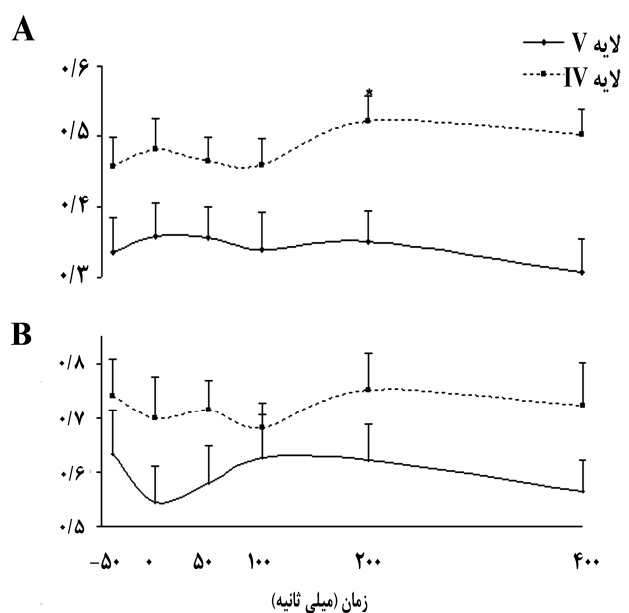 A
لایه V
لایه IV
۰/۶
*
۰/۵
۰/۴
۰/۳
B
۰/۸
۰/۷
۰/۶
۰/۵
-۵۰ ۰ ۵۰ ۱۰۰ ۲۰۰ ۴۰۰
زمان (میلی ثانیه)